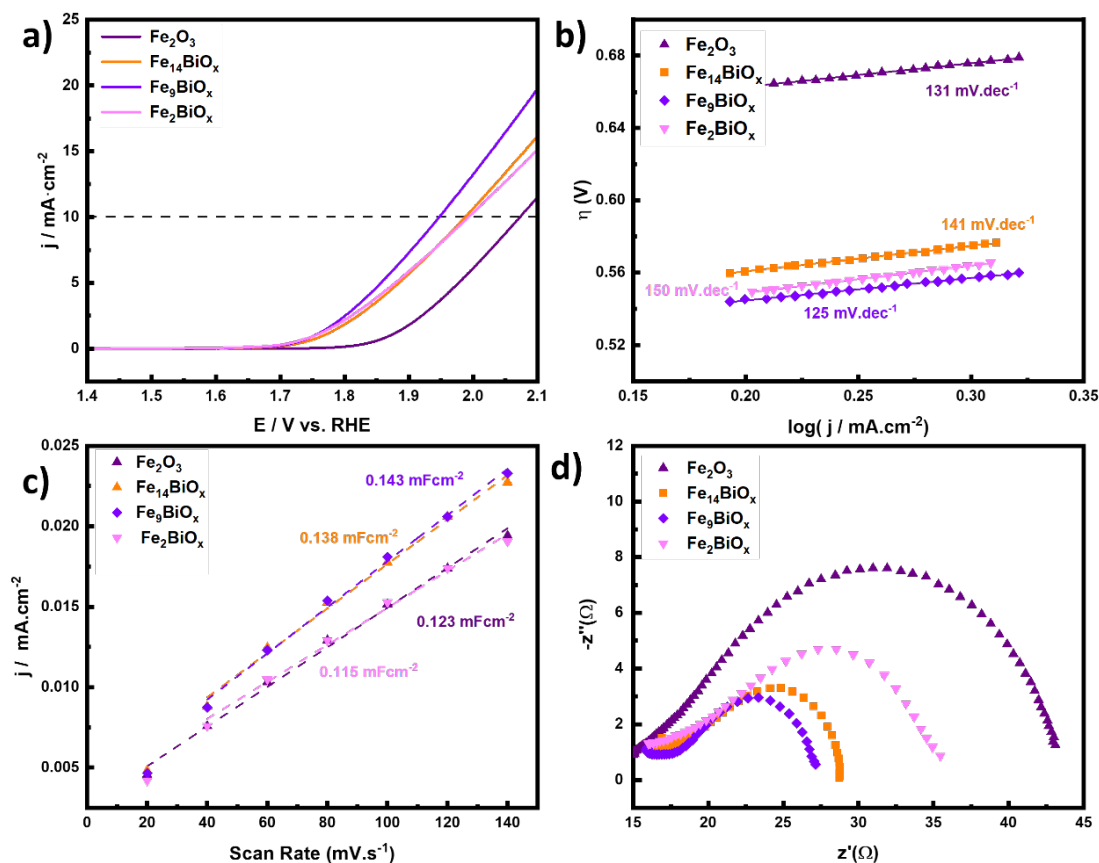 a)
Fe₂O₃
Fe₁₄BiOₓ
Fe₉BiOₓ
Fe₂BiOₓ
25
20
15
10
5
0
j / mA·cm⁻²
1.4 1.5 1.6 1.7 1.8 1.9 2.0 2.1
E / V vs. RHE
b)
Fe₂O₃
Fe₁₄BiOₓ
Fe₉BiOₓ
Fe₂BiOₓ
131 mV.dec⁻¹
141 mV.dec⁻¹
150 mV.dec⁻¹
125 mV.dec⁻¹
0.68
0.64
0.60
0.56
0.52
η (V)
0.15 0.20 0.25 0.30 0.35
log( j / mA.cm⁻²)
c)
Fe₂O₃
Fe₁₄BiOₓ
Fe₉BiOₓ
Fe₂BiOₓ
0.143 mFcm⁻²
0.138 mFcm⁻²
0.123 mFcm⁻²
0.115 mFcm⁻²
0.025
0.020
0.015
0.010
0.005
j / mA.cm⁻²
0 20 40 60 80 100 120 140
Scan Rate (mV.s⁻¹)
d)
Fe₂O₃
Fe₁₄BiOₓ
Fe₉BiOₓ
Fe₂BiOₓ
12
10
8
6
4
2
0
-z''(Ω)
15 20 25 30 35 40 45
z'(Ω)